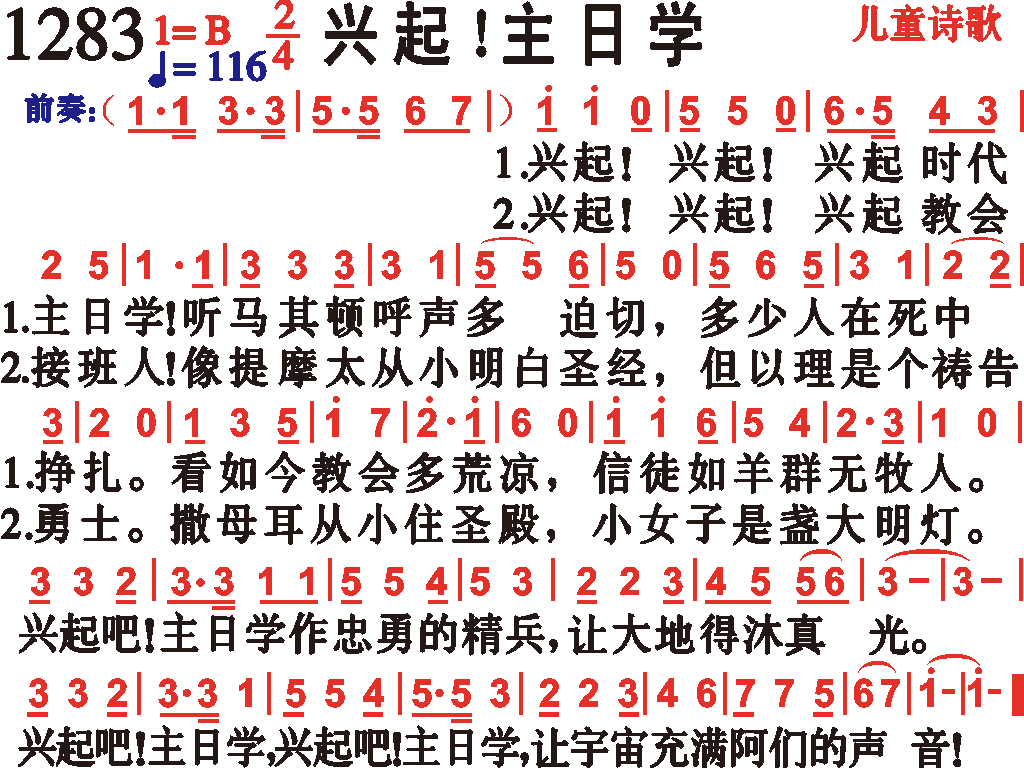 1283 1=B 2/4 兴起!主日学 儿童诗歌
♩=116
前奏:(1·1 3·3|5·5 6 7|)i i 0|5 5 0|6·5 4 3|
1.兴起! 兴起! 兴起 时代
2.兴起! 兴起! 兴起 教会
2 5|1 ·1|3 3 3|3 1|5 5 6|5 0|5 6 5|3 1|2 2|
1.主日学!听马其顿呼声多 迫切，多少人在死中
2.接班人!像提摩太从小明白圣经，但以理是个祷告
3|2 0|1 3 5|i 7|2̇·i|6 0|i i 6|5 4|2·3|1 0|
1.挣扎。看如今教会多荒凉，信徒如羊群无牧人。
2.勇士。撒母耳从小住圣殿，小女子是盏大明灯。
3 3 2|3·3 1 1|5 5 4|5 3|2 2 3|4 5 56|3-|3-|
兴起吧!主日学作忠勇的精兵,让大地得沐真 光。
3 3 2|3·3 1|5 5 4|5·5 3|2 2 3|4 6|7 7 5|67|i-|i-
兴起吧!主日学,兴起吧!主日学,让宇宙充满阿们的声 音!